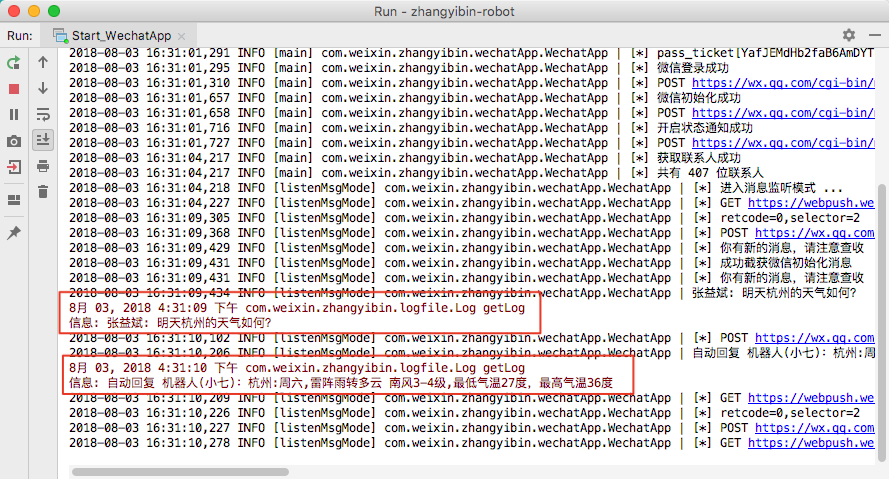 Run - zhangyibin-robot
Run: Start_WechatApp
2018-08-03 16:31:01,291 INFO [main] com.weixin.zhangyibin.wechatApp.WechatApp | [*] pass_ticket[YafJEMdHb2faB6AmDYT
2018-08-03 16:31:01,295 INFO [main] com.weixin.zhangyibin.wechatApp.WechatApp | [*] 微信登录成功
2018-08-03 16:31:01,310 INFO [main] com.weixin.zhangyibin.wechatApp.WechatApp | [*] POST https://wx.qq.com/cgi-bin/
2018-08-03 16:31:01,657 INFO [main] com.weixin.zhangyibin.wechatApp.WechatApp | [*] 微信初始化成功
2018-08-03 16:31:01,658 INFO [main] com.weixin.zhangyibin.wechatApp.WechatApp | [*] POST https://wx.qq.com/cgi-bin/
2018-08-03 16:31:01,716 INFO [main] com.weixin.zhangyibin.wechatApp.WechatApp | [*] 开启状态通知成功
2018-08-03 16:31:01,727 INFO [main] com.weixin.zhangyibin.wechatApp.WechatApp | [*] POST https://wx.qq.com/cgi-bin/
2018-08-03 16:31:04,217 INFO [main] com.weixin.zhangyibin.wechatApp.WechatApp | [*] 获取联系人成功
2018-08-03 16:31:04,217 INFO [main] com.weixin.zhangyibin.wechatApp.WechatApp | [*] 共有 407 位联系人
2018-08-03 16:31:04,218 INFO [listenMsgMode] com.weixin.zhangyibin.wechatApp.WechatApp | [*] 进入消息监听模式 ...
2018-08-03 16:31:04,227 INFO [listenMsgMode] com.weixin.zhangyibin.wechatApp.WechatApp | [*] GET https://webpush.we
2018-08-03 16:31:09,305 INFO [listenMsgMode] com.weixin.zhangyibin.wechatApp.WechatApp | [*] retcode=0,selector=2
2018-08-03 16:31:09,368 INFO [listenMsgMode] com.weixin.zhangyibin.wechatApp.WechatApp | [*] POST https://wx.qq.com
2018-08-03 16:31:09,429 INFO [listenMsgMode] com.weixin.zhangyibin.wechatApp.WechatApp | [*] 你有新的消息，请注意查收
2018-08-03 16:31:09,431 INFO [listenMsgMode] com.weixin.zhangyibin.wechatApp.WechatApp | [*] 成功截获微信初始化消息
2018-08-03 16:31:09,431 INFO [listenMsgMode] com.weixin.zhangyibin.wechatApp.WechatApp | [*] 你有新的消息，请注意查收
2018-08-03 16:31:09,434 INFO [listenMsgMode] com.weixin.zhangyibin.wechatApp.WechatApp | 张益斌: 明天杭州的天气如何?
8月 03, 2018 4:31:09 下午 com.weixin.zhangyibin.logfile.Log getLog
信息: 张益斌: 明天杭州的天气如何?
2018-08-03 16:31:10,102 INFO [listenMsgMode] com.weixin.zhangyibin.wechatApp.WechatApp | [*] POST https://wx.qq.com
2018-08-03 16:31:10,206 INFO [listenMsgMode] com.weixin.zhangyibin.wechatApp.WechatApp | 自动回复 机器人(小七): 杭州:周
8月 03, 2018 4:31:10 下午 com.weixin.zhangyibin.logfile.Log getLog
信息: 自动回复 机器人(小七): 杭州:周六,雷阵雨转多云 南风3-4级,最低气温27度，最高气温36度
2018-08-03 16:31:10,209 INFO [listenMsgMode] com.weixin.zhangyibin.wechatApp.WechatApp | [*] GET https://webpush.we
2018-08-03 16:31:10,226 INFO [listenMsgMode] com.weixin.zhangyibin.wechatApp.WechatApp | [*] retcode=0,selector=2
2018-08-03 16:31:10,227 INFO [listenMsgMode] com.weixin.zhangyibin.wechatApp.WechatApp | [*] POST https://wx.qq.com
2018-08-03 16:31:10,278 INFO [listenMsgMode] com.weixin.zhangyibin.wechatApp.WechatApp | [*] GET https://webpush.we